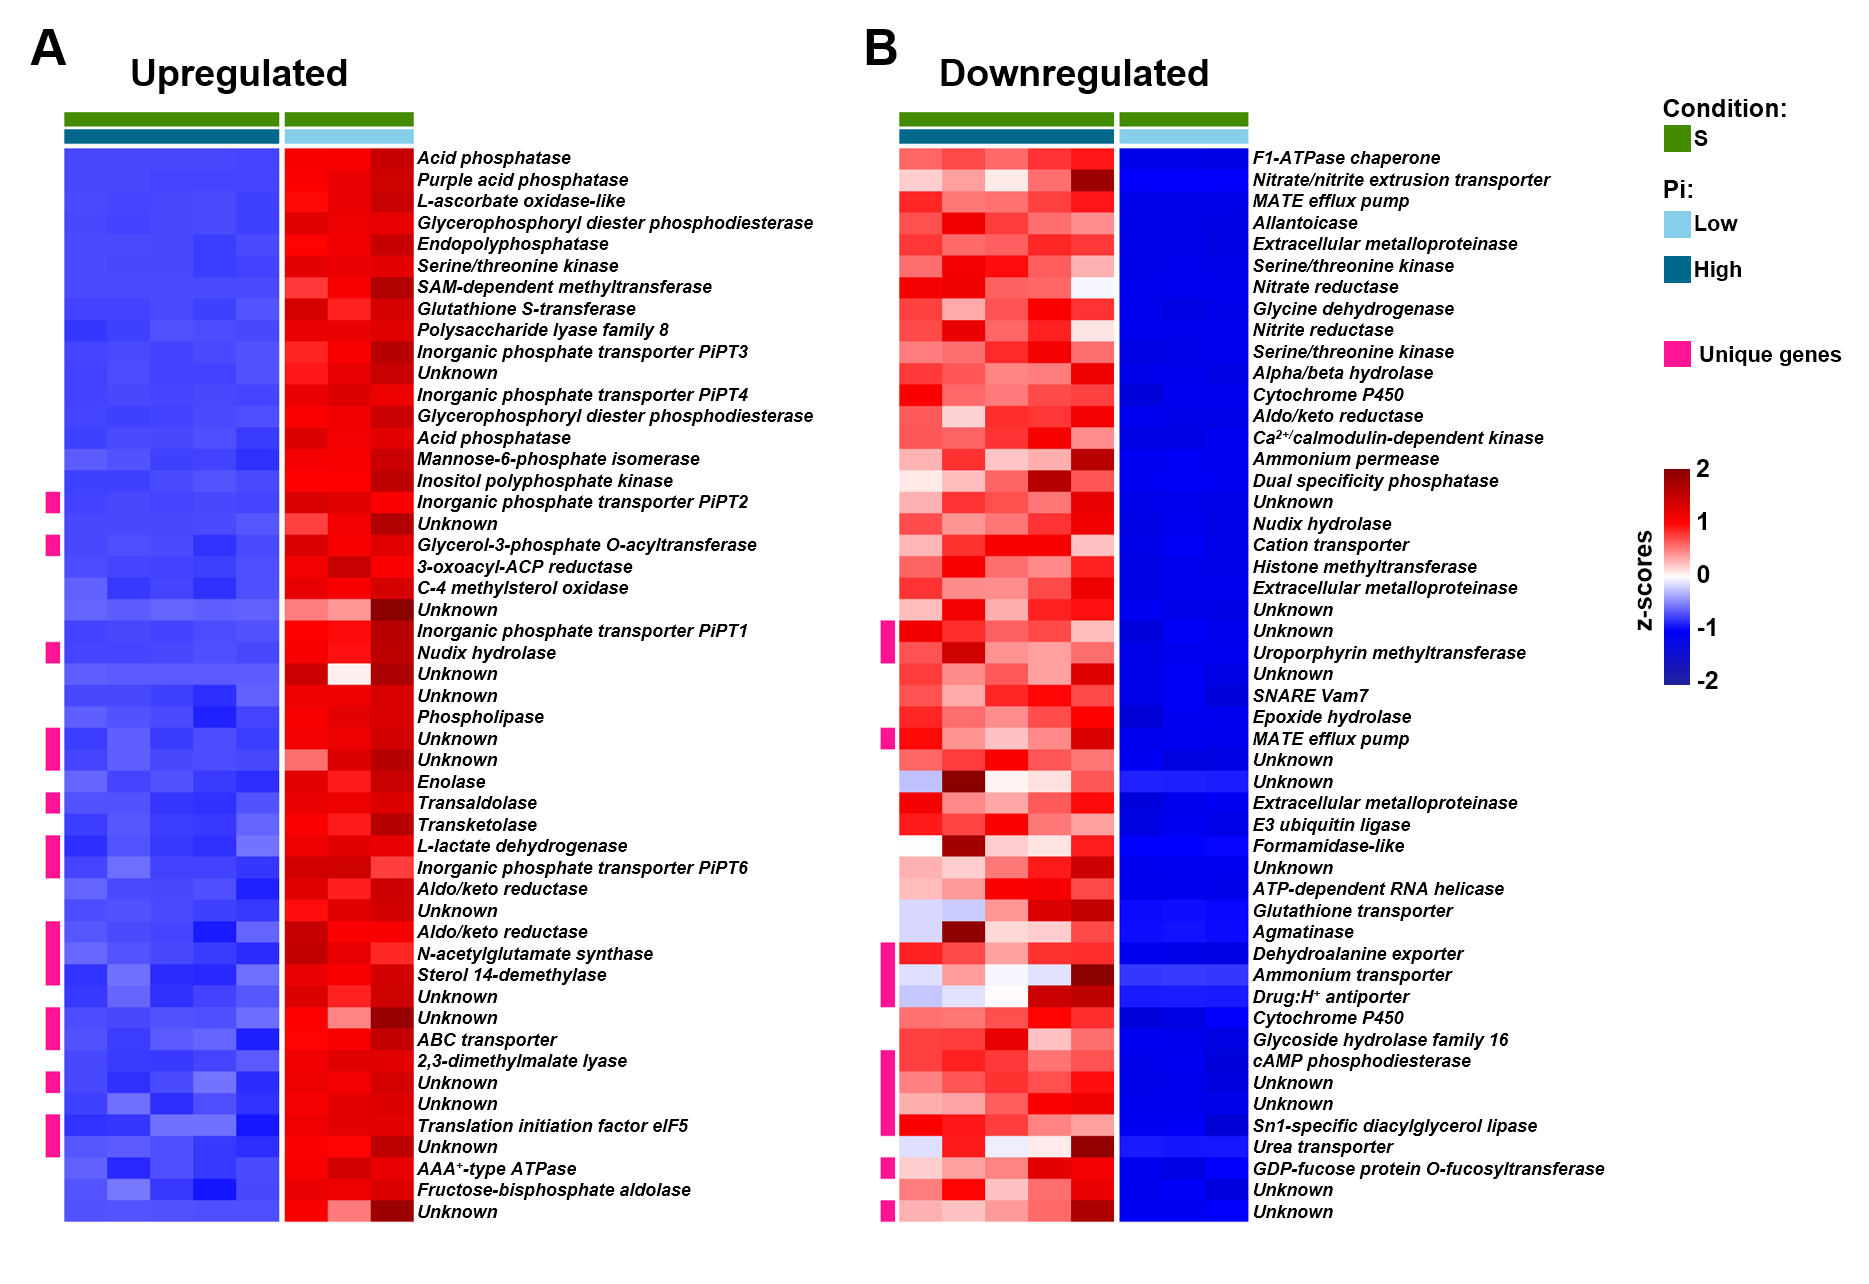 A
Upregulated
Acid phosphatase
Purple acid phosphatase
L-ascorbate oxidase-like
Glycerophosphoryl diester phosphodiesterase
Endopolyphosphatase
Serine/threonine kinase
SAM-dependent methyltransferase
Glutathione S-transferase
Polysaccharide lyase family 8
Inorganic phosphate transporter PiPT3
Unknown
Inorganic phosphate transporter PiPT4
Glycerophosphoryl diester phosphodiesterase
Acid phosphatase
Mannose-6-phosphate isomerase
Inositol polyphosphate kinase
Inorganic phosphate transporter PiPT2
Unknown
Glycerol-3-phosphate O-acyltransferase
3-oxoacyl-ACP reductase
C-4 methylsterol oxidase
Unknown
Inorganic phosphate transporter PiPT1
Nudix hydrolase
Unknown
Unknown
Phospholipase
Unknown
Unknown
Enolase
Transaldolase
Transketolase
L-lactate dehydrogenase
Inorganic phosphate transporter PiPT6
Aldo/keto reductase
Unknown
Aldo/keto reductase
N-acetylglutamate synthase
Sterol 14-demethylase
Unknown
Unknown
ABC transporter
2,3-dimethylmalate lyase
Unknown
Unknown
Translation initiation factor eIF5
Unknown
AAA⁺-type ATPase
Fructose-bisphosphate aldolase
Unknown
B
Downregulated
F1-ATPase chaperone
Nitrate/nitrite extrusion transporter
MATE efflux pump
Allantoicase
Extracellular metalloproteinase
Serine/threonine kinase
Nitrate reductase
Glycine dehydrogenase
Nitrite reductase
Serine/threonine kinase
Alpha/beta hydrolase
Cytochrome P450
Aldo/keto reductase
Ca²⁺/calmodulin-dependent kinase
Ammonium permease
Dual specificity phosphatase
Unknown
Nudix hydrolase
Cation transporter
Histone methyltransferase
Extracellular metalloproteinase
Unknown
Unknown
Uroporphyrin methyltransferase
Unknown
SNARE Vam7
Epoxide hydrolase
MATE efflux pump
Unknown
Unknown
Extracellular metalloproteinase
E3 ubiquitin ligase
Formamidase-like
Unknown
ATP-dependent RNA helicase
Glutathione transporter
Agmatinase
Dehydroalanine exporter
Ammonium transporter
Drug:H⁺ antiporter
Cytochrome P450
Glycoside hydrolase family 16
cAMP phosphodiesterase
Unknown
Unknown
Sn1-specific diacylglycerol lipase
Urea transporter
GDP-fucose protein O-fucosyltransferase
Unknown
Unknown
Condition:
S
Pi:
Low
High
Unique genes
z-scores
2
1
0
-1
-2